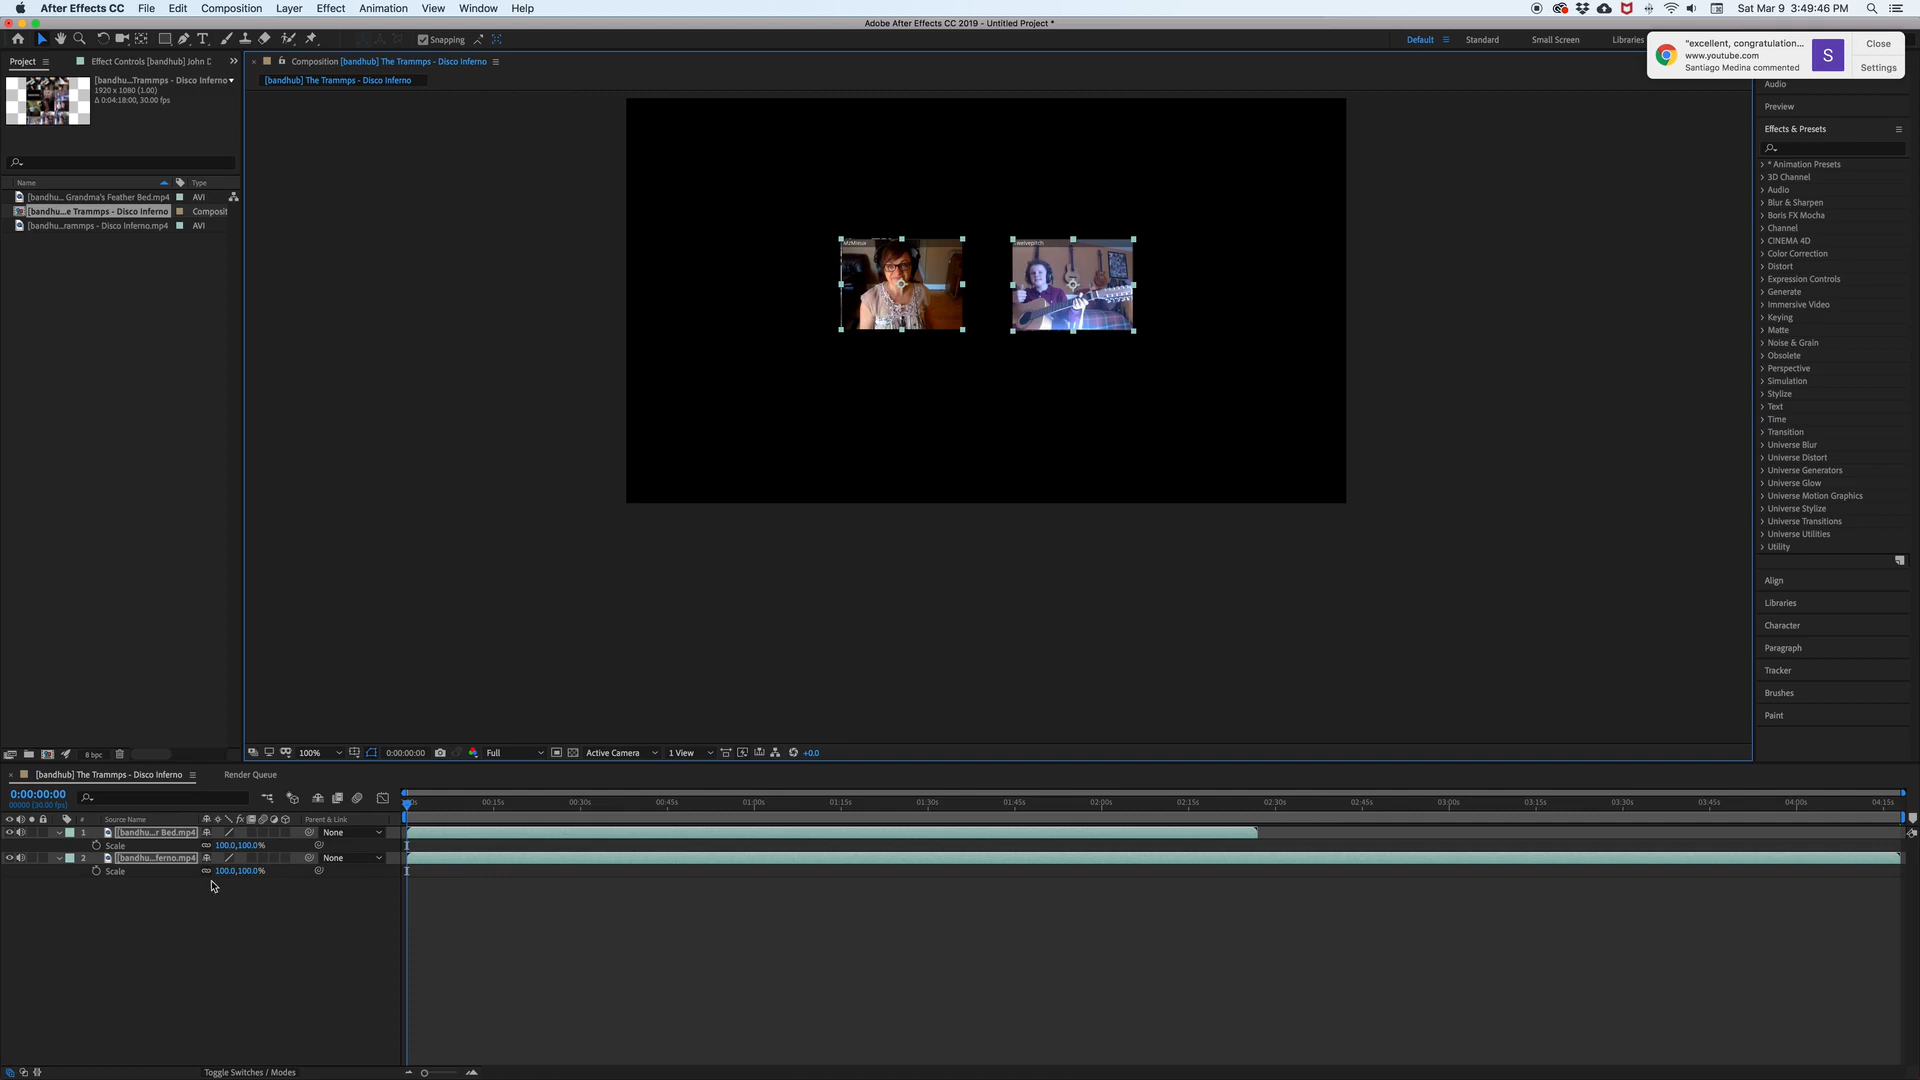 After Effects CC File Edit Composition Layer Effect Animation View Window Help
Sat Mar 9 3:49:46 PM
Adobe After Effects CC 2019 - Untitled Project *
Snapping
Default
Standard
Small Screen
Libraries
"excellent, congratulation...
www.youtube.com
Santiago Medina commented
Close
Settings
Project
Effect Controls [bandhub] John D
Composition [bandhub] The Trammps - Disco Inferno
[bandhub] The Trammps - Disco Inferno
[bandhu...Trammps - Disco Inferno
1920 x 1080 (1.00)
Δ 0:04:18:00, 30.00 fps
Name Type
[bandhu... Grandma's Feather Bed.mp4 AVI
[bandhu...e Trammps - Disco Inferno Composit
[bandhu...rammps - Disco Inferno.mp4 AVI
MzMieux
welvepitch
Audio
Preview
Effects & Presets
* Animation Presets
3D Channel
Audio
Blur & Sharpen
Boris FX Mocha
Channel
CINEMA 4D
Color Correction
Distort
Expression Controls
Generate
Immersive Video
Keying
Matte
Noise & Grain
Obsolete
Perspective
Simulation
Stylize
Text
Time
Transition
Universe Blur
Universe Distort
Universe Generators
Universe Glow
Universe Motion Graphics
Universe Stylize
Universe Transitions
Universe Utilities
Utility
Align
Libraries
Character
Paragraph
Tracker
Brushes
Paint
8 bpc
100%
0:00:00:00
Full
Active Camera
1 View
+0.0
[bandhub] The Trammps - Disco Inferno
Render Queue
0:00:00:00
00000 (30.00 fps)
00:15s 00:30s 00:45s 01:00s 01:15s 01:30s 01:45s 02:00s 02:15s 02:30s 02:45s 03:00s 03:15s 03:30s 03:45s 04:00s 04:15s
# Source Name fx Parent & Link
1 [bandhu...r Bed.mp4 None
Scale 100.0,100.0%
2 [bandhu...ferno.mp4 None
Scale 100.0,100.0%
Toggle Switches / Modes